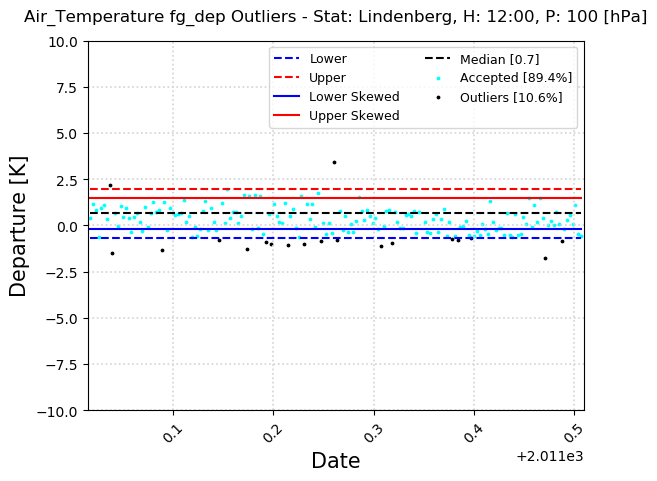 Air_Temperature fg_dep Outliers - Stat: Lindenberg, H: 12:00, P: 100 [hPa]
Lower
Upper
Lower Skewed
Upper Skewed
Median [0.7]
Accepted [89.4%]
Outliers [10.6%]
Departure [K]
10.0
7.5
5.0
2.5
0.0
−2.5
−5.0
−7.5
−10.0
0.1
0.2
0.3
0.4
0.5
+2.011e3
Date